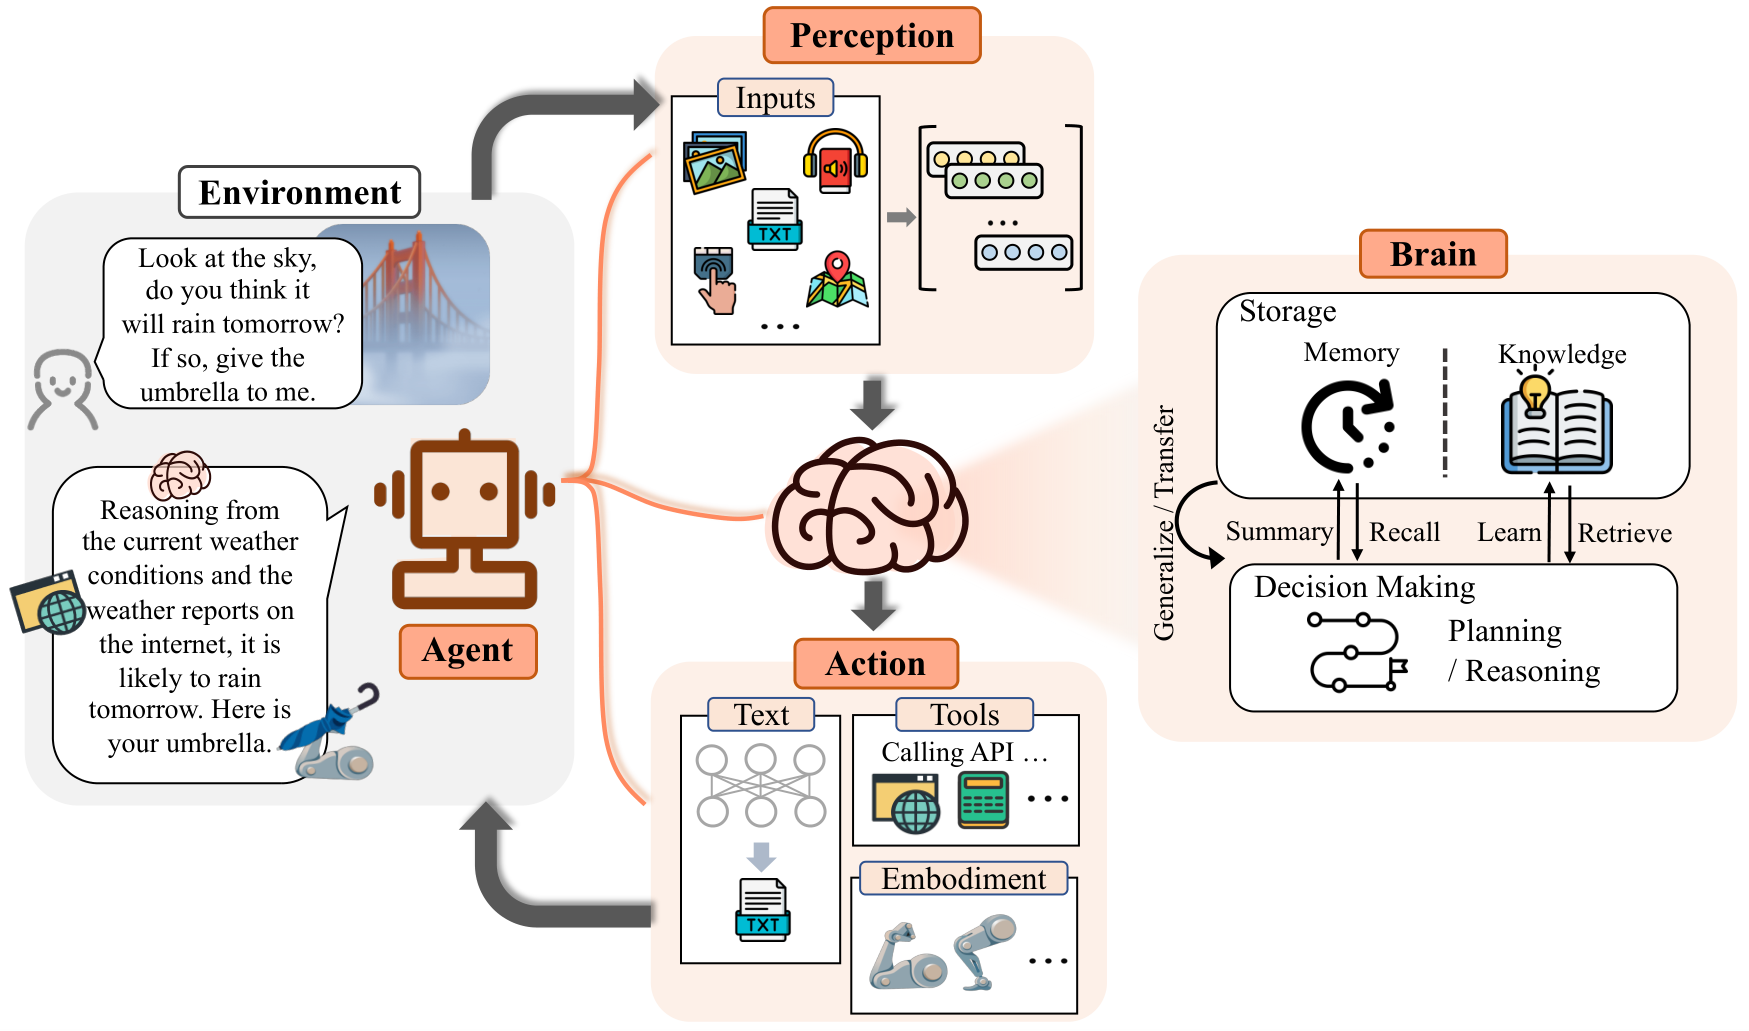 Perception
Inputs
TXT
Environment
Look at the sky,
do you think it
will rain tomorrow?
If so, give the
umbrella to me.
Reasoning from
the current weather
conditions and the
weather reports on
the internet, it is
likely to rain
tomorrow. Here is
your umbrella.
Agent
Brain
Storage
Memory
Knowledge
Generalize / Transfer
Summary
Recall
Learn
Retrieve
Decision Making
Planning
/ Reasoning
Action
Text
TXT
Tools
Calling API ...
Embodiment